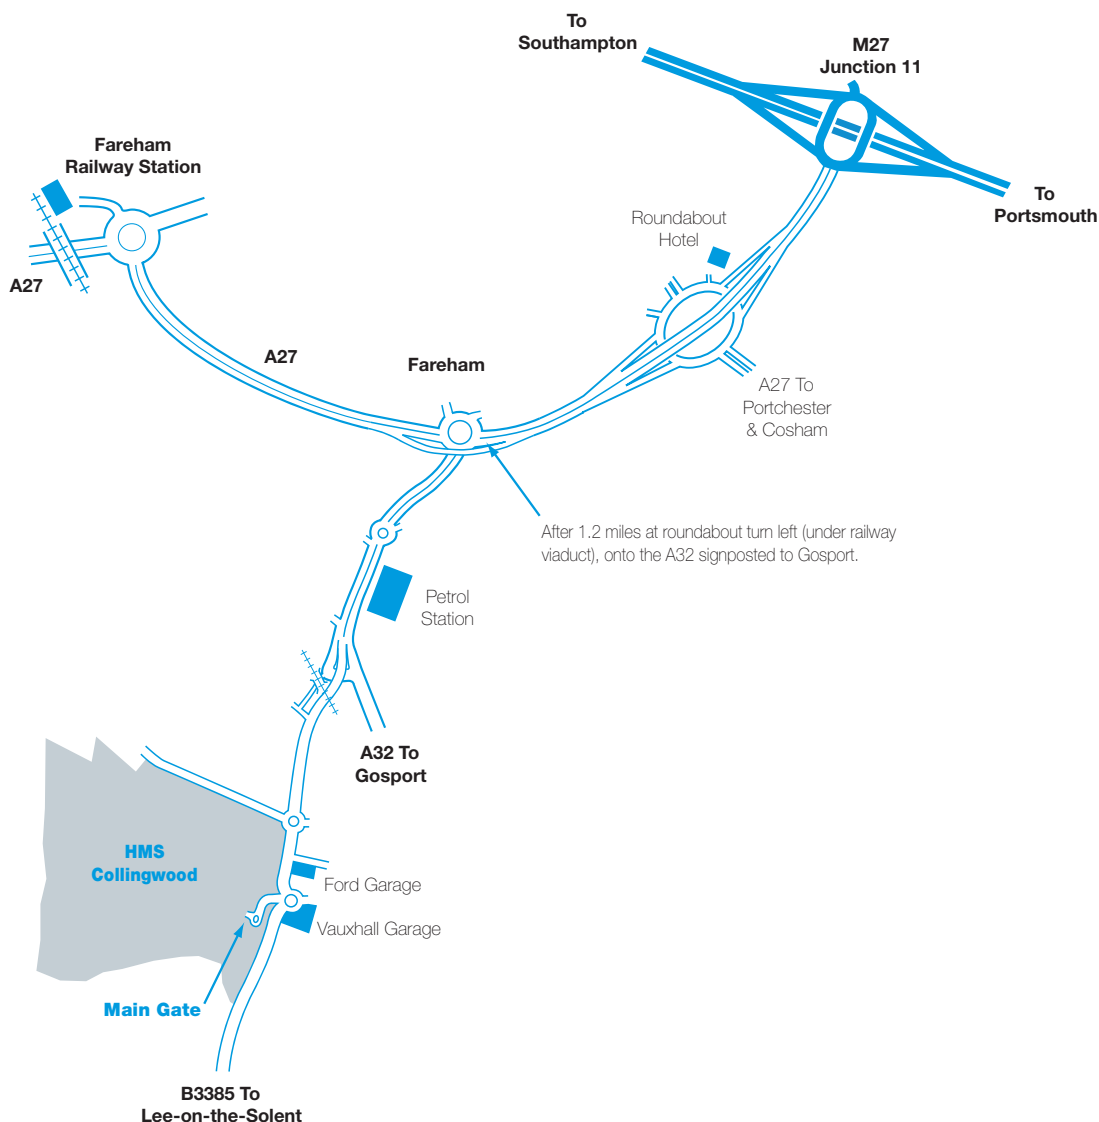 To
Southampton
M27
Junction 11
Fareham
Railway Station
To
Portsmouth
Roundabout
Hotel
A27
A27
Fareham
A27 To
Portchester
& Cosham
After 1.2 miles at roundabout turn left (under railway
viaduct), onto the A32 signposted to Gosport.
Petrol
Station
A32 To
Gosport
HMS
Collingwood
Ford Garage
Vauxhall Garage
Main Gate
B3385 To
Lee-on-the-Solent